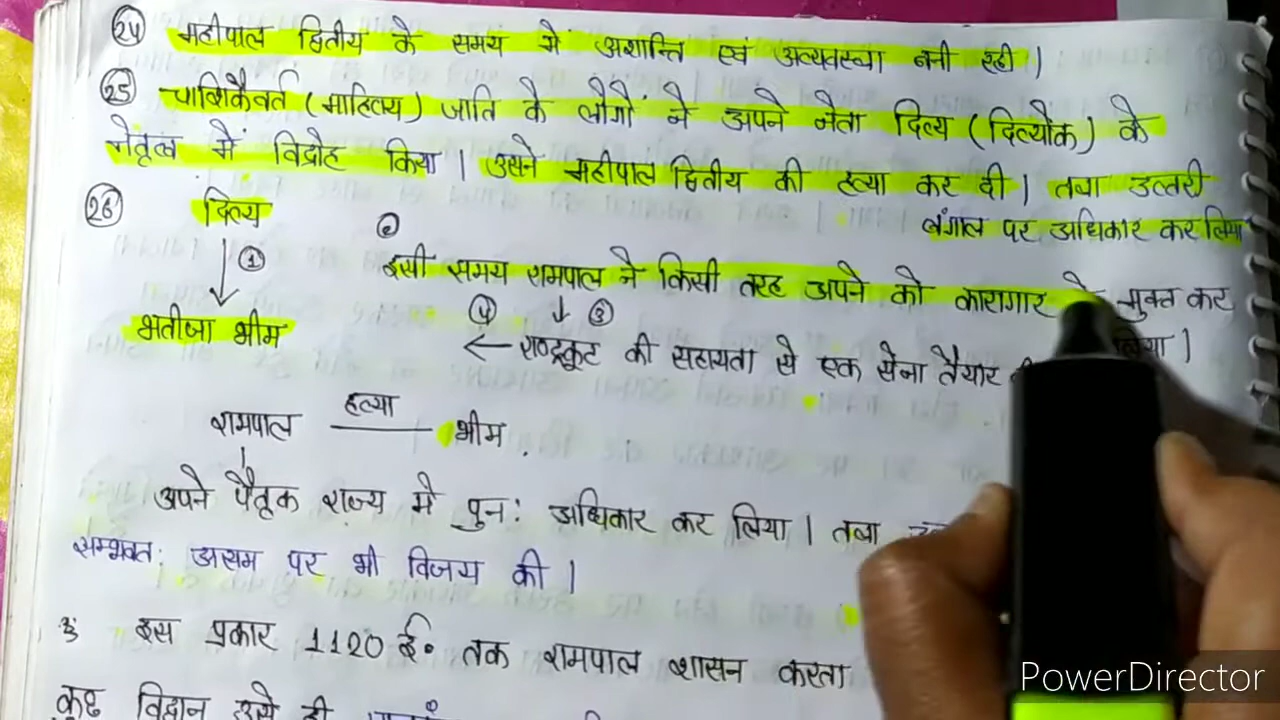 (24) महीपाल द्वितीय के समय में अशान्ति एवं अव्यवस्था बनी रही।
(25) चाशिकैवर्त (माहिष्य) जाति के लोगों ने अपने नेता दिव्य (दिव्योक) के
नेतृत्व में विद्रोह किया। उसने महीपाल द्वितीय की हत्या कर दी। तथा उत्तरी
बंगाल पर अधिकार कर लिया
(26) दिव्य
(2)
(1)
इसी समय रामपाल ने किसी तरह अपने को कारागार मुक्त कर
लिया।
भतीजा भीम
(4) (3)
← राष्ट्रकूट की सहायता से एक सेना तैयार
रामपाल हत्या भीम.
अपने पैतृक राज्य में पुनः अधिकार कर लिया। तथा
सम्भवतः असम पर भी विजय की।
इस प्रकार 1120 ई० तक रामपाल शासन करता
कुछ विद्वान उसे ही
PowerDirector